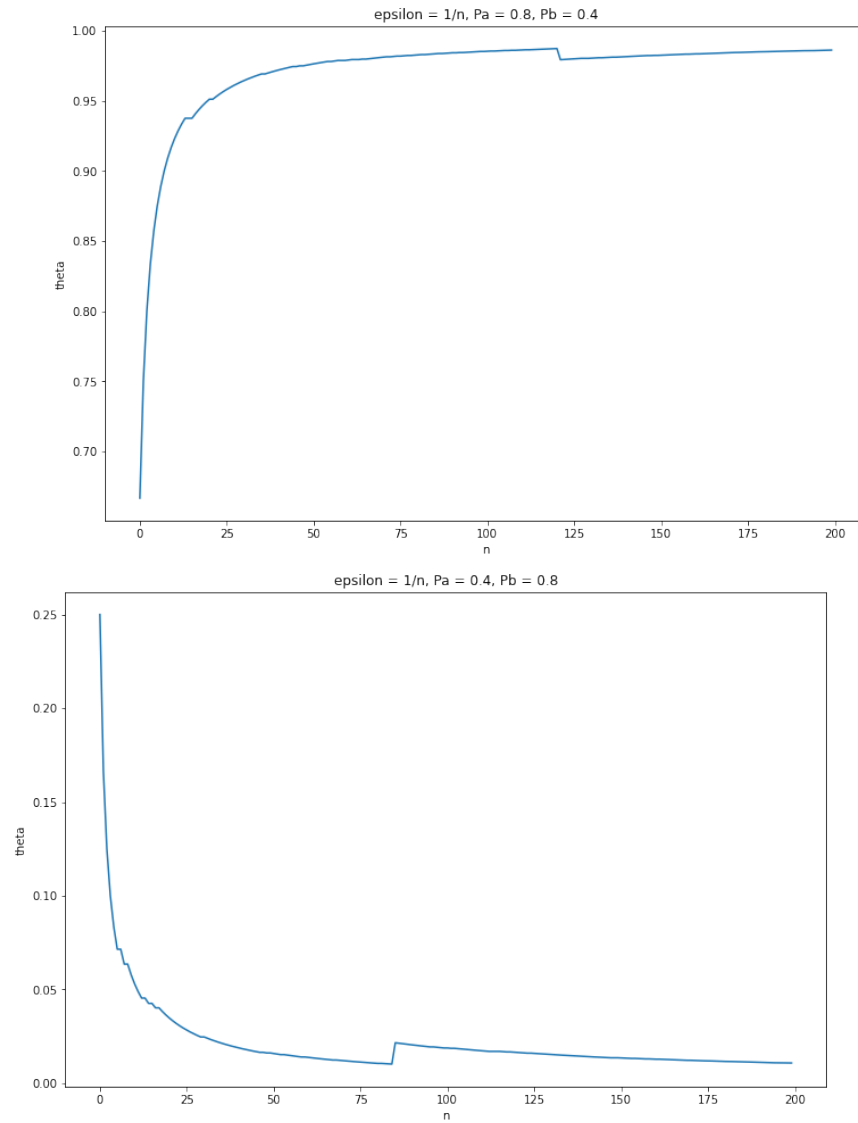 epsilon = 1/n, Pa = 0.8, Pb = 0.4
1.00
0.95
0.90
0.85
0.80
0.75
0.70
theta
0 25 50 75 100 125 150 175 200
n
epsilon = 1/n, Pa = 0.4, Pb = 0.8
0.25
0.20
0.15
0.10
0.05
0.00
theta
0 25 50 75 100 125 150 175 200
n